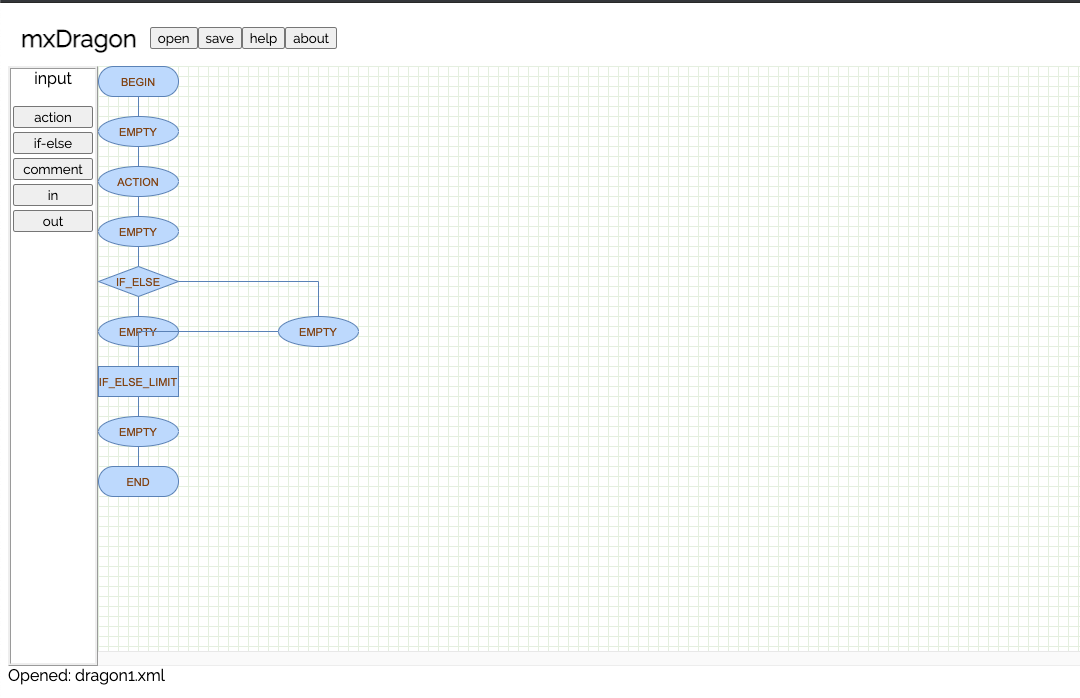 mxDragon
open save help about
input
action
if-else
comment
in
out
BEGIN
EMPTY
ACTION
EMPTY
IF_ELSE
EMPTY EMPTY
IF_ELSE_LIMIT
EMPTY
END
Opened: dragon1.xml